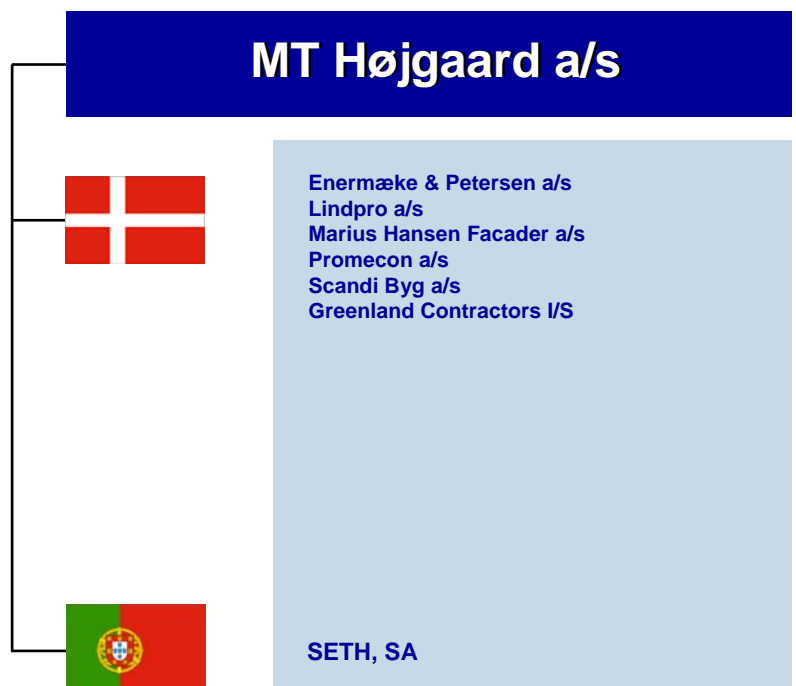 MT Højgaard a/s
Enermæke & Petersen a/s
Lindpro a/s
Marius Hansen Facader a/s
Promecon a/s
Scandi Byg a/s
Greenland Contractors I/S
SETH, SA